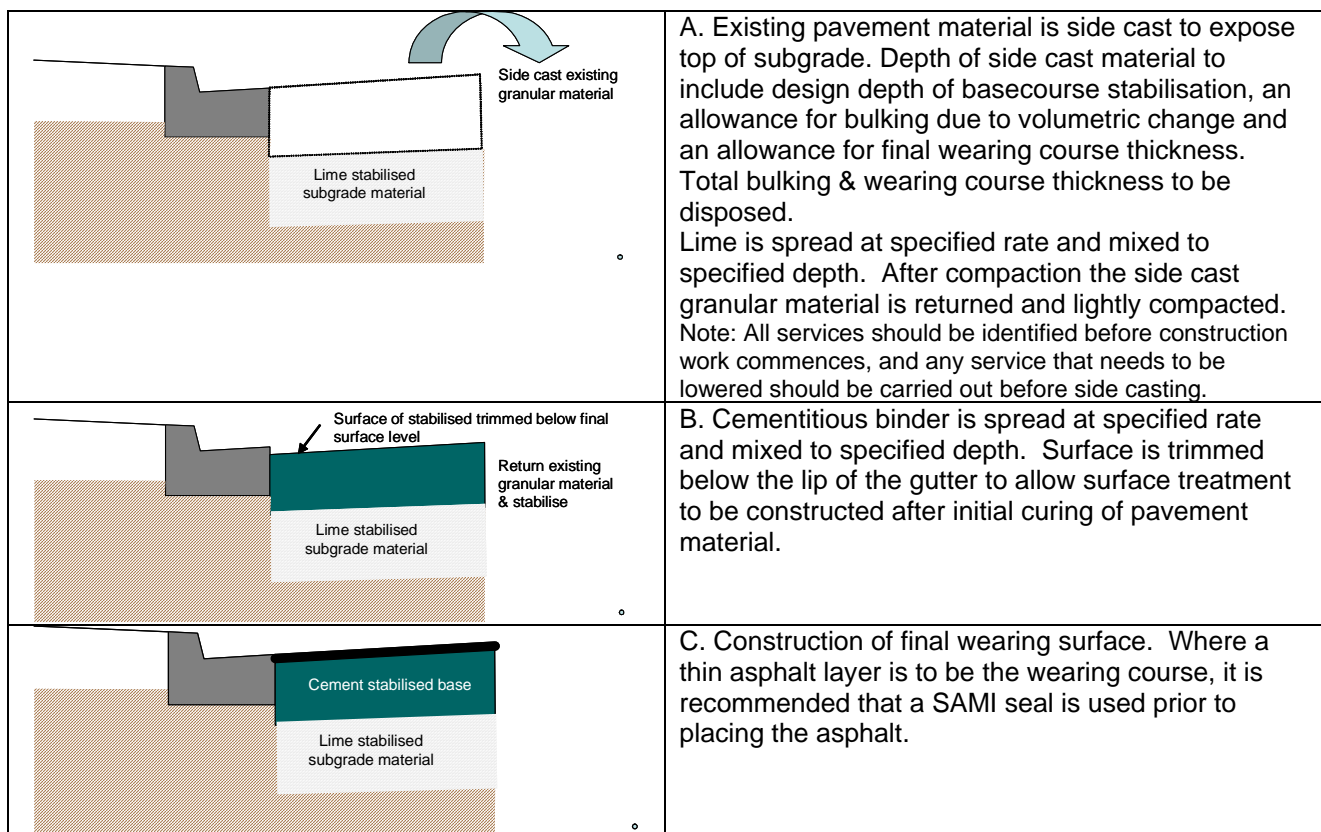 Side cast existing
granular material
Lime stabilised
subgrade material
A. Existing pavement material is side cast to expose
top of subgrade. Depth of side cast material to
include design depth of basecourse stabilisation, an
allowance for bulking due to volumetric change and
an allowance for final wearing course thickness.
Total bulking & wearing course thickness to be
disposed.
Lime is spread at specified rate and mixed to
specified depth.  After compaction the side cast
granular material is returned and lightly compacted.
Note: All services should be identified before construction
work commences, and any service that needs to be
lowered should be carried out before side casting.
Surface of stabilised trimmed below final
surface level
Return existing
granular material
& stabilise
Lime stabilised
subgrade material
B. Cementitious binder is spread at specified rate
and mixed to specified depth.  Surface is trimmed
below the lip of the gutter to allow surface treatment
to be constructed after initial curing of pavement
material.
Cement stabilised base
Lime stabilised
subgrade material
C. Construction of final wearing surface.  Where a
thin asphalt layer is to be the wearing course, it is
recommended that a SAMI seal is used prior to
placing the asphalt.